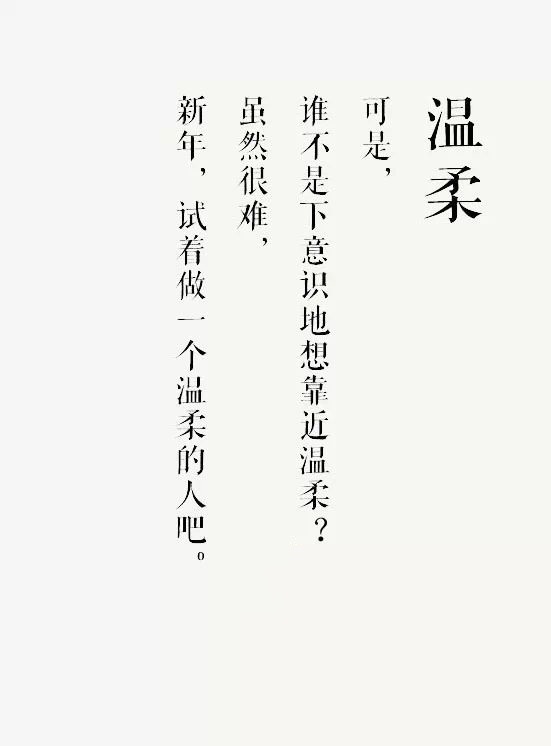 温柔
可是，
谁不是下意识地想靠近温柔？
虽然很难，
新年，试着做一个温柔的人吧。